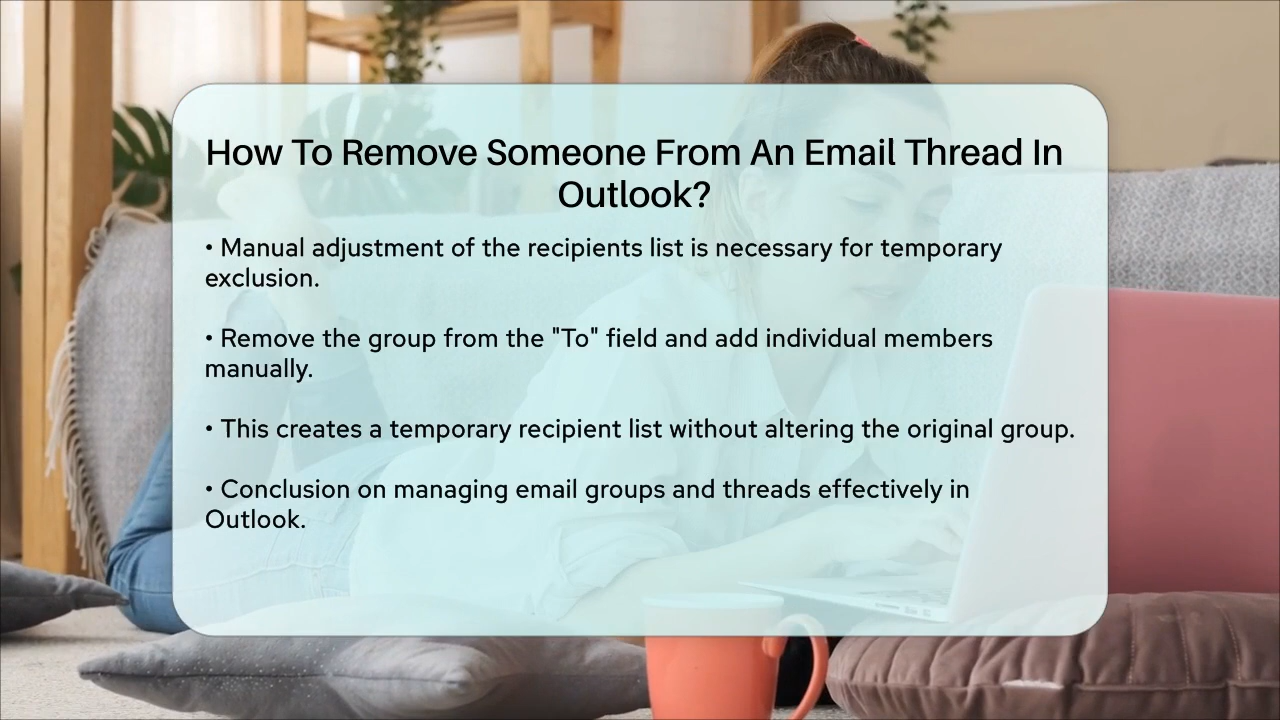 How To Remove Someone From An Email Thread In
Outlook?
• Manual adjustment of the recipients list is necessary for temporary
exclusion.
• Remove the group from the "To" field and add individual members
manually.
• This creates a temporary recipient list without altering the original group.
• Conclusion on managing email groups and threads effectively in
Outlook.